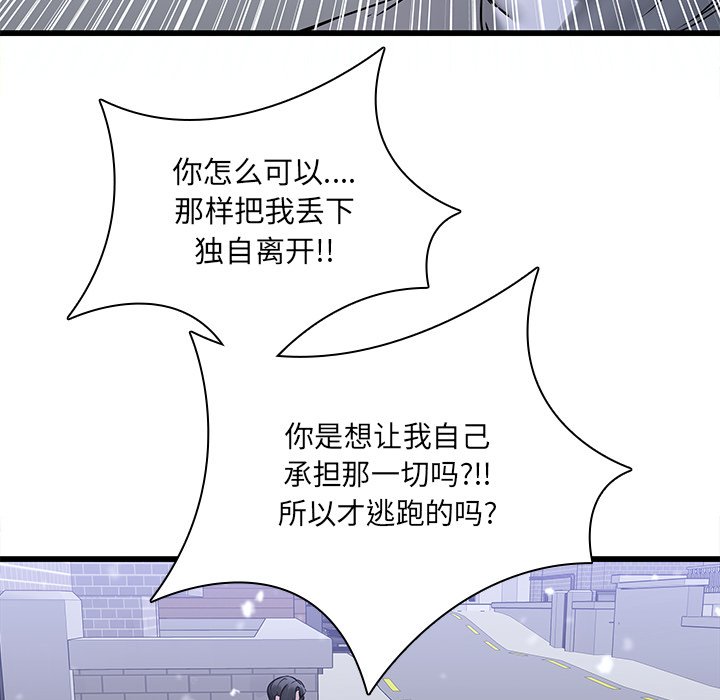 你怎么可以....
那样把我丢下
独自离开!!
你是想让我自己
承担那一切吗?!!
所以才逃跑的吗?